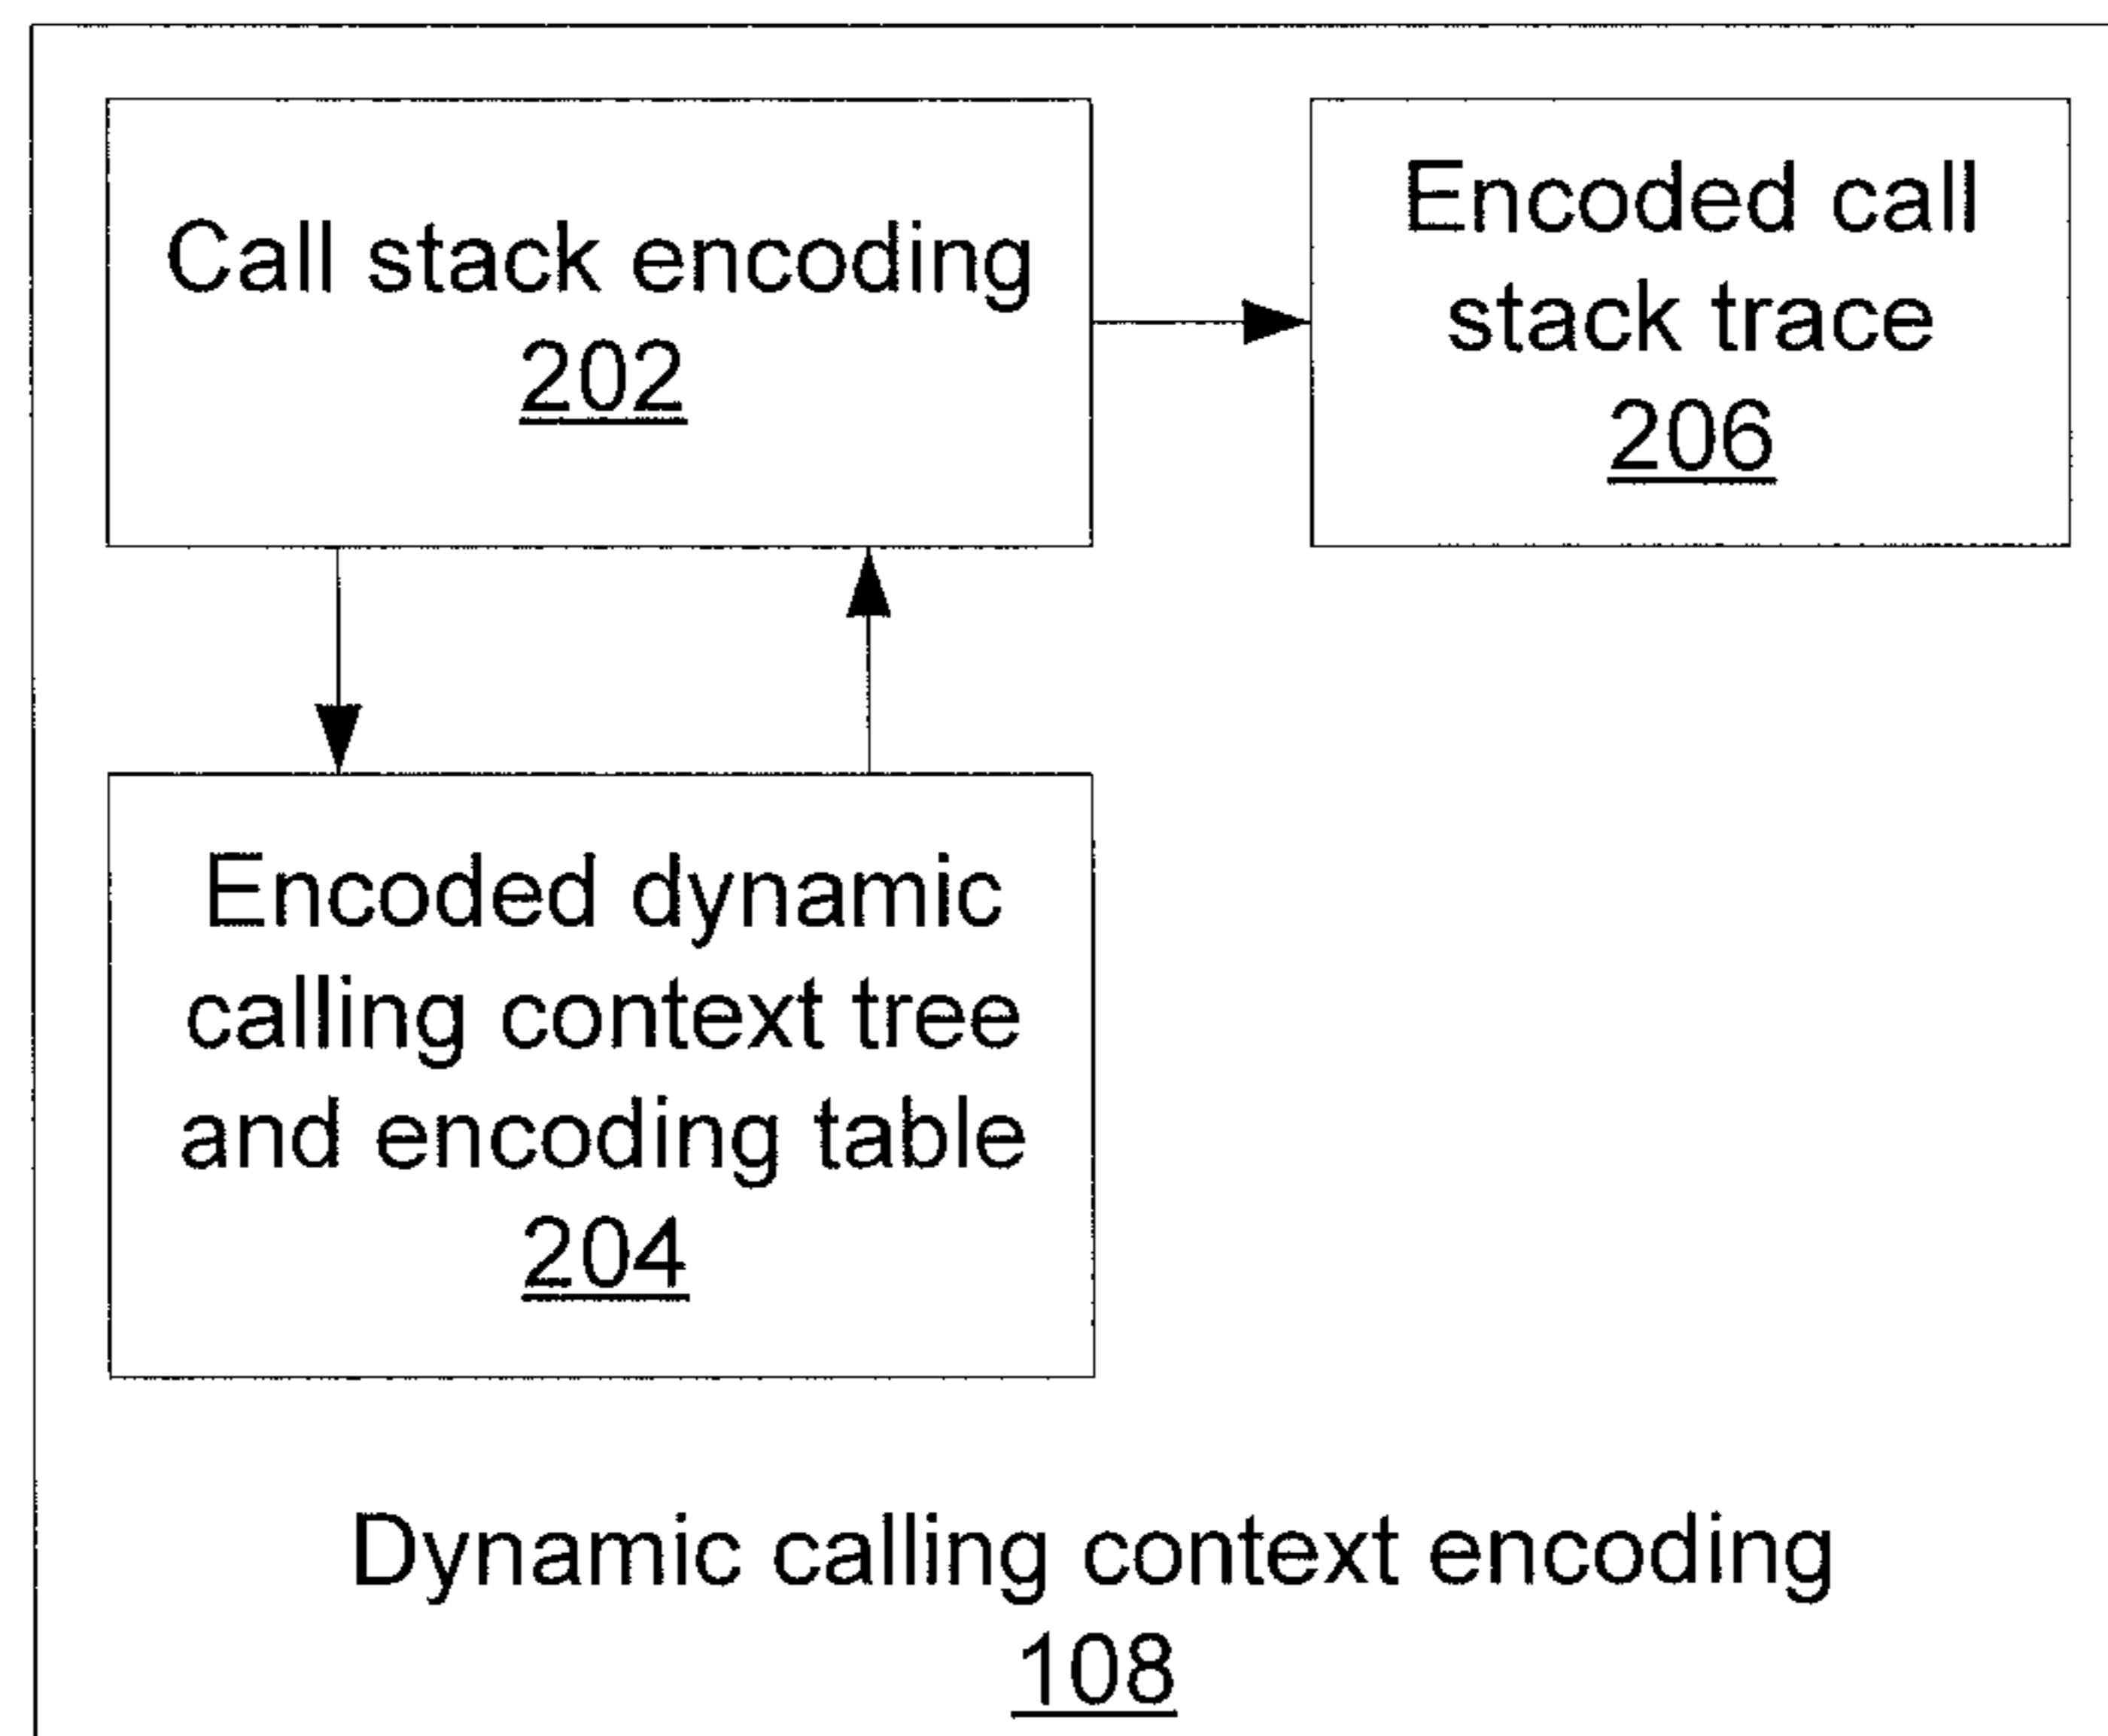 Call stack encoding
202
Encoded call
stack trace
206
Encoded dynamic
calling context tree
and encoding table
204
Dynamic calling context encoding
108